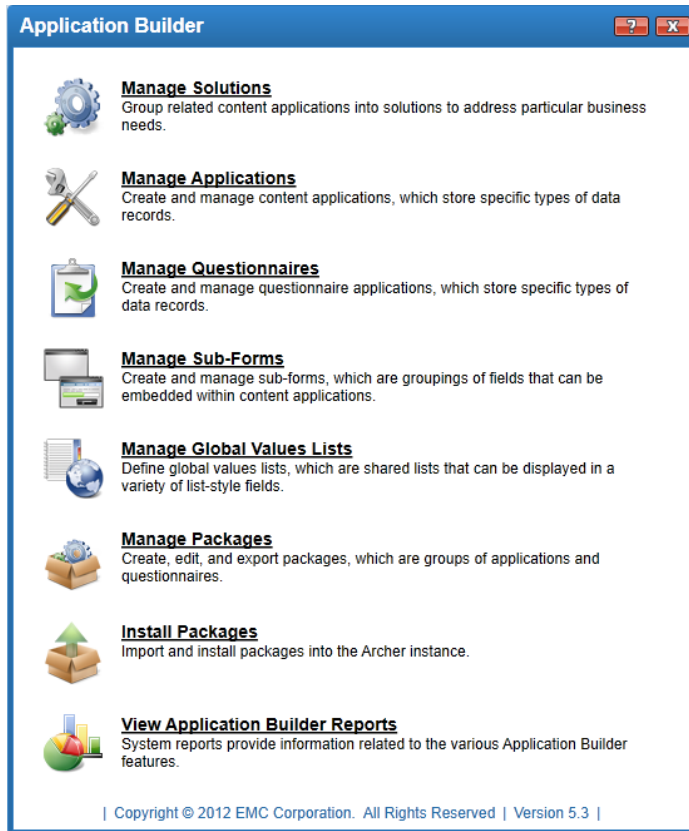 Application Builder
? X
Manage Solutions
Group related content applications into solutions to address particular business
needs.
Manage Applications
Create and manage content applications, which store specific types of data
records.
Manage Questionnaires
Create and manage questionnaire applications, which store specific types of
data records.
Manage Sub-Forms
Create and manage sub-forms, which are groupings of fields that can be
embedded within content applications.
Manage Global Values Lists
Define global values lists, which are shared lists that can be displayed in a
variety of list-style fields.
Manage Packages
Create, edit, and export packages, which are groups of applications and
questionnaires.
Install Packages
Import and install packages into the Archer instance.
View Application Builder Reports
System reports provide information related to the various Application Builder
features.
| Copyright © 2012 EMC Corporation. All Rights Reserved | Version 5.3 |